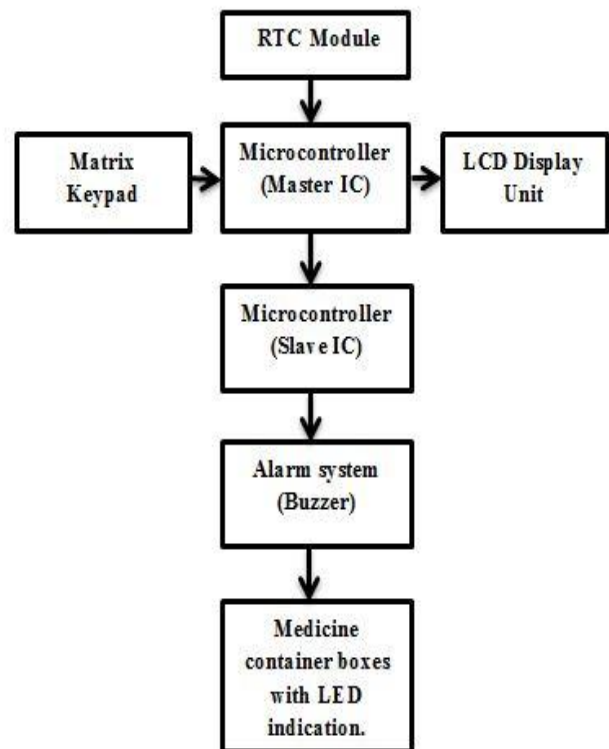 RTC Module
Matrix
Keypad
Microcontroller
(Master IC)
LCD Display
Unit
Microcontroller
(Slave IC)
Alarm system
(Buzzer)
Medicine
container boxes
with LED
indication.